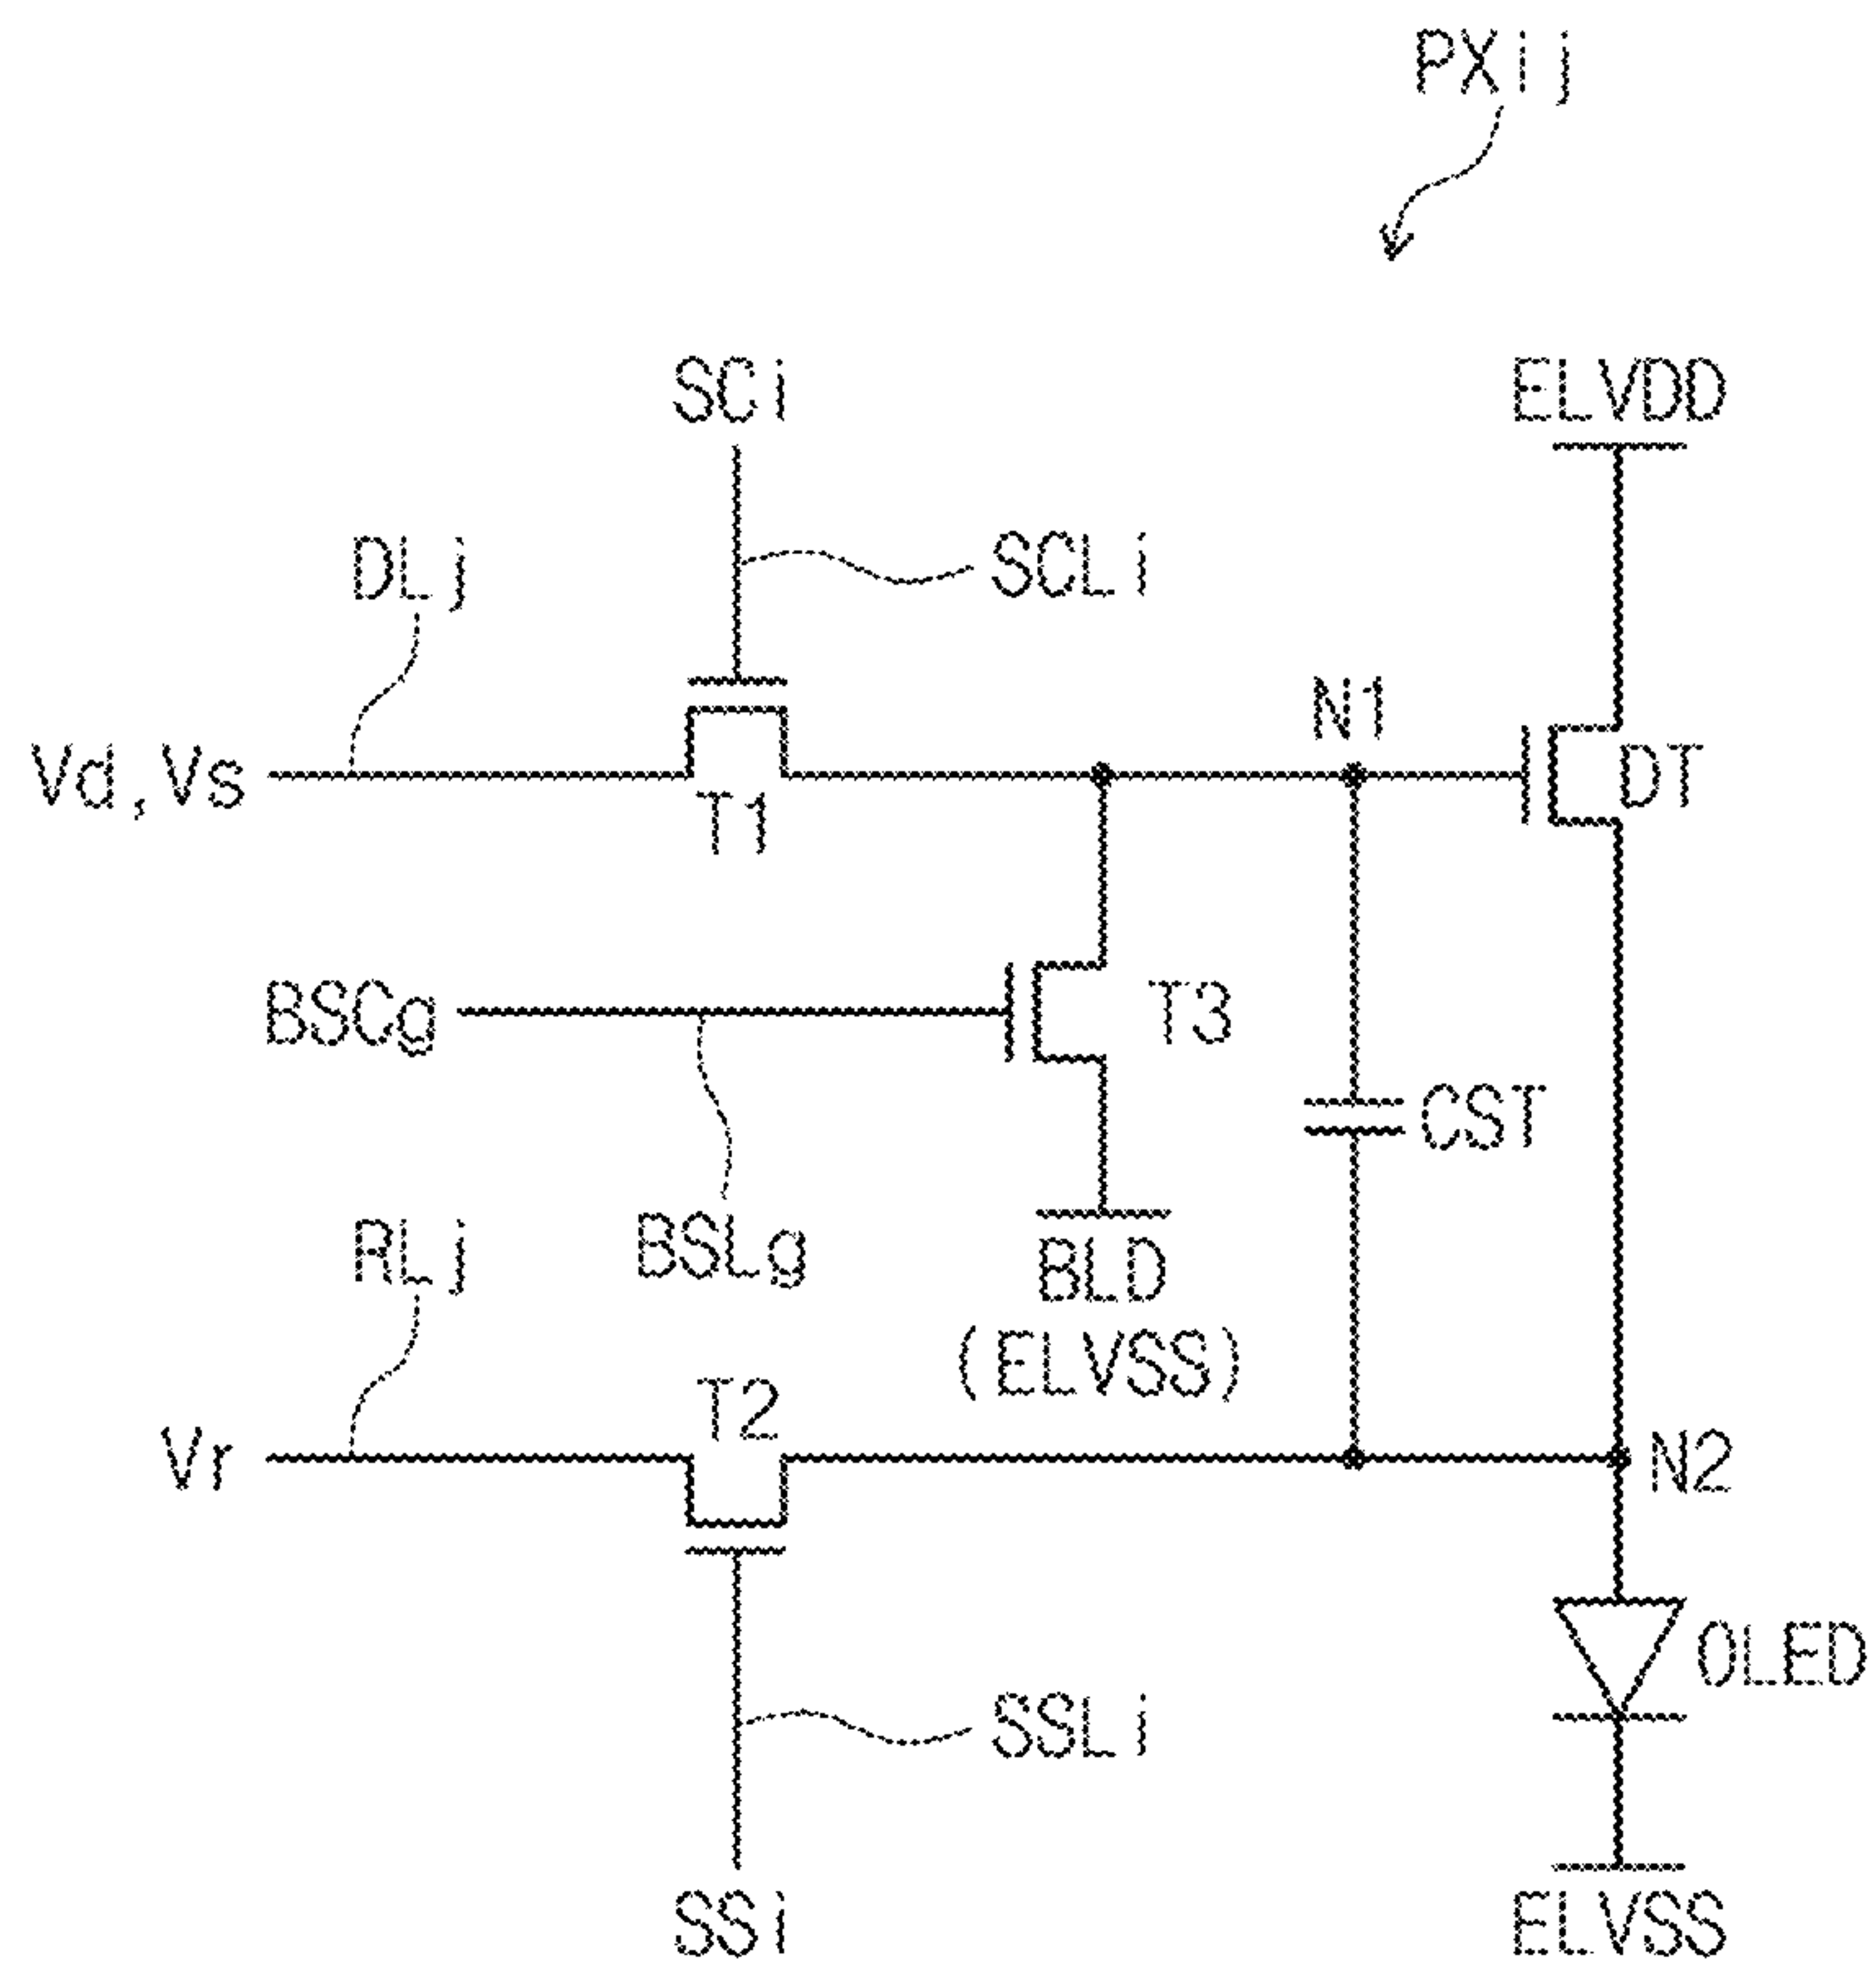 PXij
SCi
ELVDD
DLj
SCLi
N1
Vd,Vs
DT
T1
BSCg
T3
CST
RLj
BSLg
BLD
(ELVSS)
T2
Vr
N2
OLED
SSLi
SSi
ELVSS